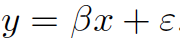 y = βx + ε.